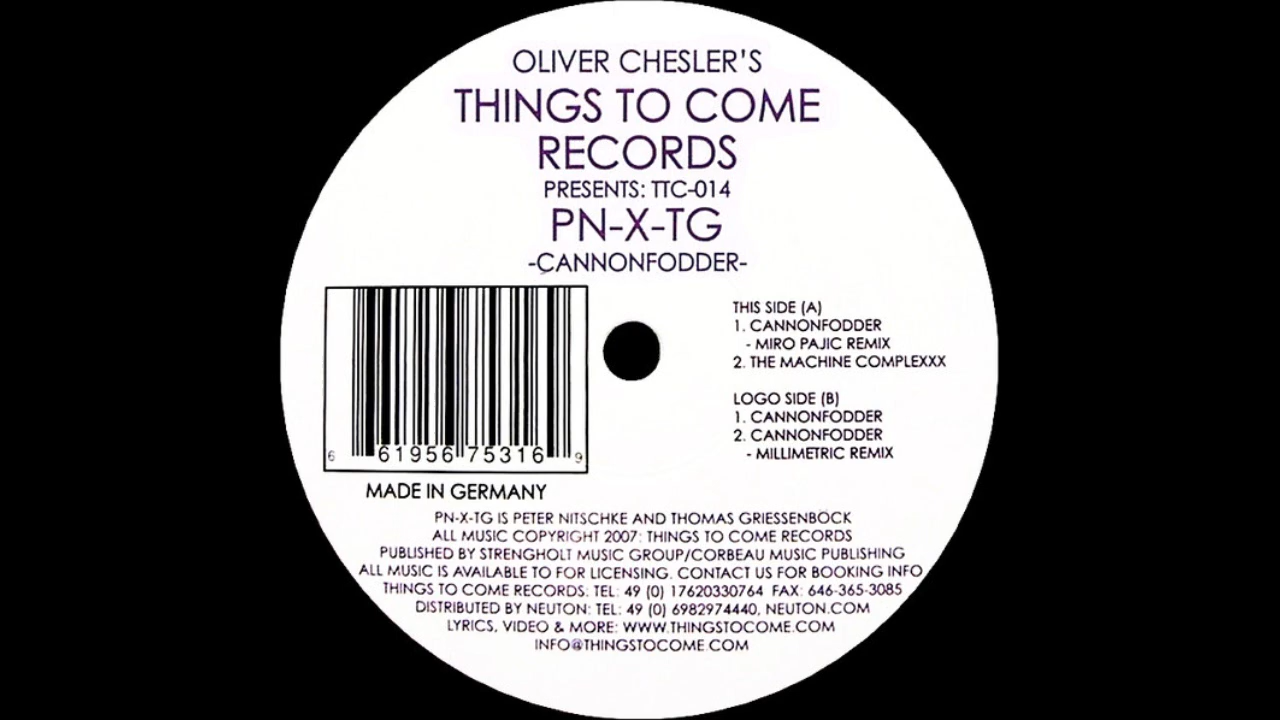 OLIVER CHESLER'S
THINGS TO COME
RECORDS
PRESENTS: TTC-014
PN-X-TG
-CANNONFODDER-
6 61956 75316 9
MADE IN GERMANY
THIS SIDE (A)
1. CANNONFODDER
- MIRO PAJIC REMIX
2. THE MACHINE COMPLEXXX
LOGO SIDE (B)
1. CANNONFODDER
2. CANNONFODDER
- MILLIMETRIC REMIX
PN-X-TG IS PETER NITSCHKE AND THOMAS GRIESSENBÖCK
ALL MUSIC COPYRIGHT 2007: THINGS TO COME RECORDS
PUBLISHED BY STRENGHOLT MUSIC GROUP/CORBEAU MUSIC PUBLISHING
ALL MUSIC IS AVAILABLE TO FOR LICENSING. CONTACT US FOR BOOKING INFO
THINGS TO COME RECORDS: TEL: 49 (0) 17620330764 FAX: 646-365-3085
DISTRIBUTED BY NEUTON: TEL: 49 (0) 6982974440, NEUTON.COM
LYRICS, VIDEO & MORE: WWW.THINGSTOCOME.COM
INFO@THINGSTOCOME.COM